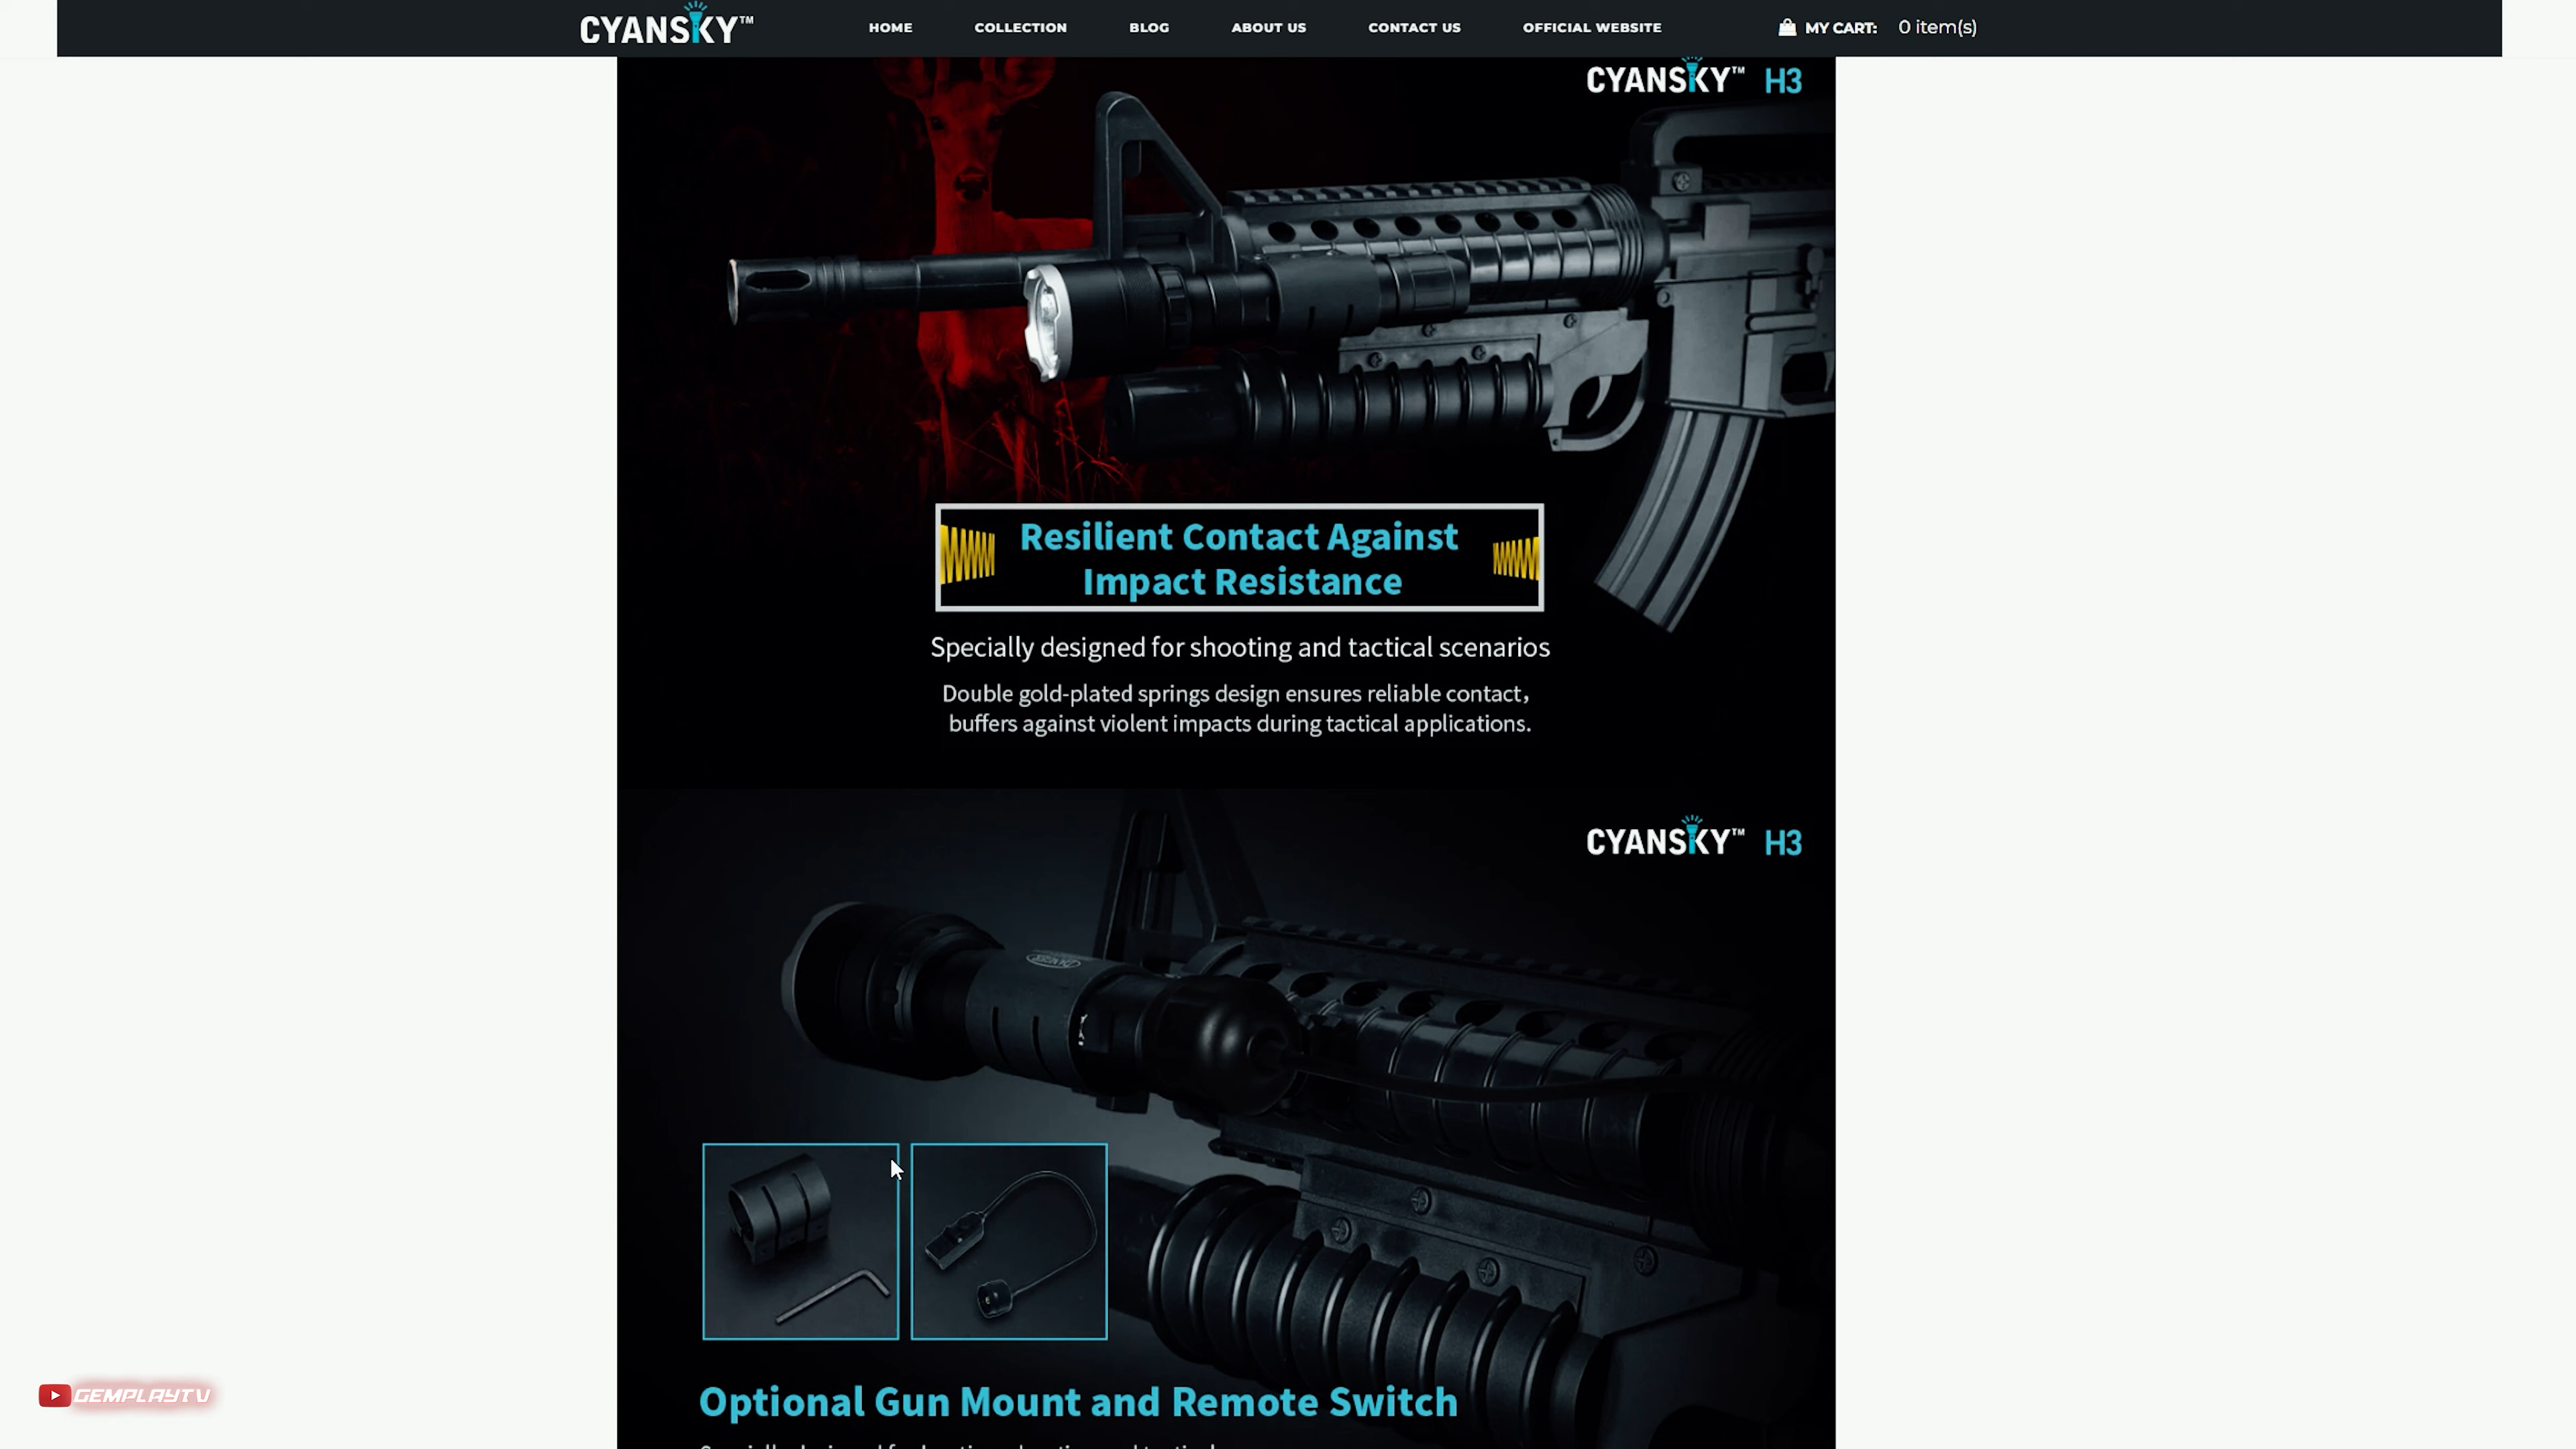 CYANSKY™ HOME COLLECTION BLOG ABOUT US CONTACT US OFFICIAL WEBSITE MY CART: 0 item(s)
CYANSKY™ H3
Resilient Contact Against
Impact Resistance
Specially designed for shooting and tactical scenarios
Double gold-plated springs design ensures reliable contact,
buffers against violent impacts during tactical applications.
CYANSKY™ H3
GEMPLAYTV
Optional Gun Mount and Remote Switch